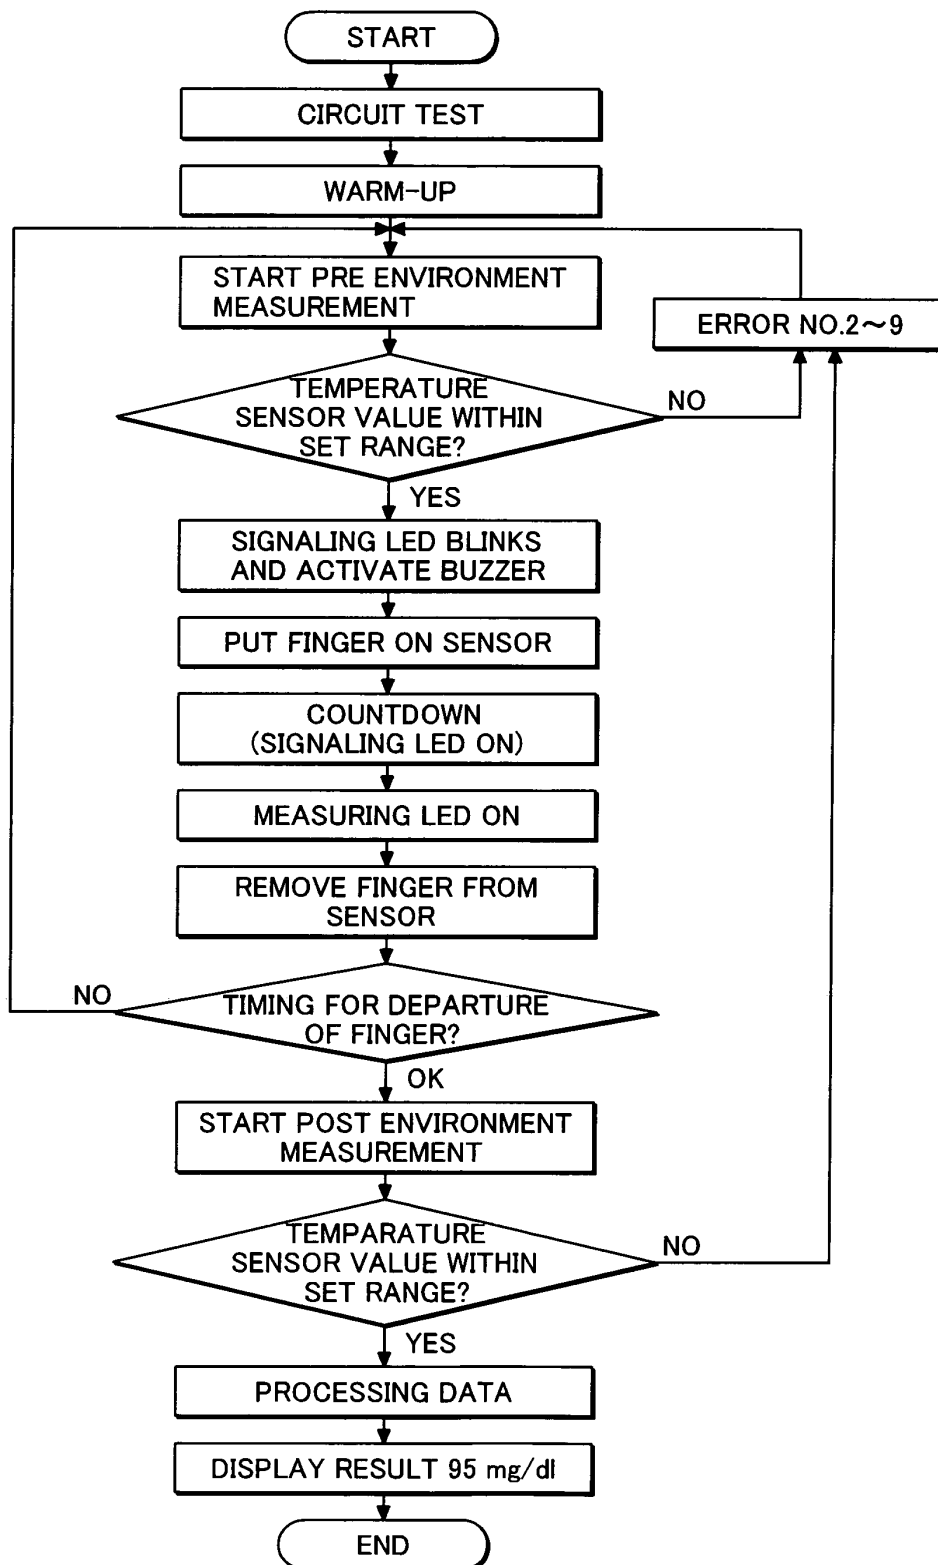 START
CIRCUIT TEST
WARM-UP
START PRE ENVIRONMENT
MEASUREMENT
ERROR NO.2～9
TEMPERATURE
SENSOR VALUE WITHIN
SET RANGE?
NO
YES
SIGNALING LED BLINKS
AND ACTIVATE BUZZER
PUT FINGER ON SENSOR
COUNTDOWN
(SIGNALING LED ON)
MEASURING LED ON
REMOVE FINGER FROM
SENSOR
NO
TIMING FOR DEPARTURE
OF FINGER?
OK
START POST ENVIRONMENT
MEASUREMENT
TEMPARATURE
SENSOR VALUE WITHIN
SET RANGE?
NO
YES
PROCESSING DATA
DISPLAY RESULT 95 mg/dl
END